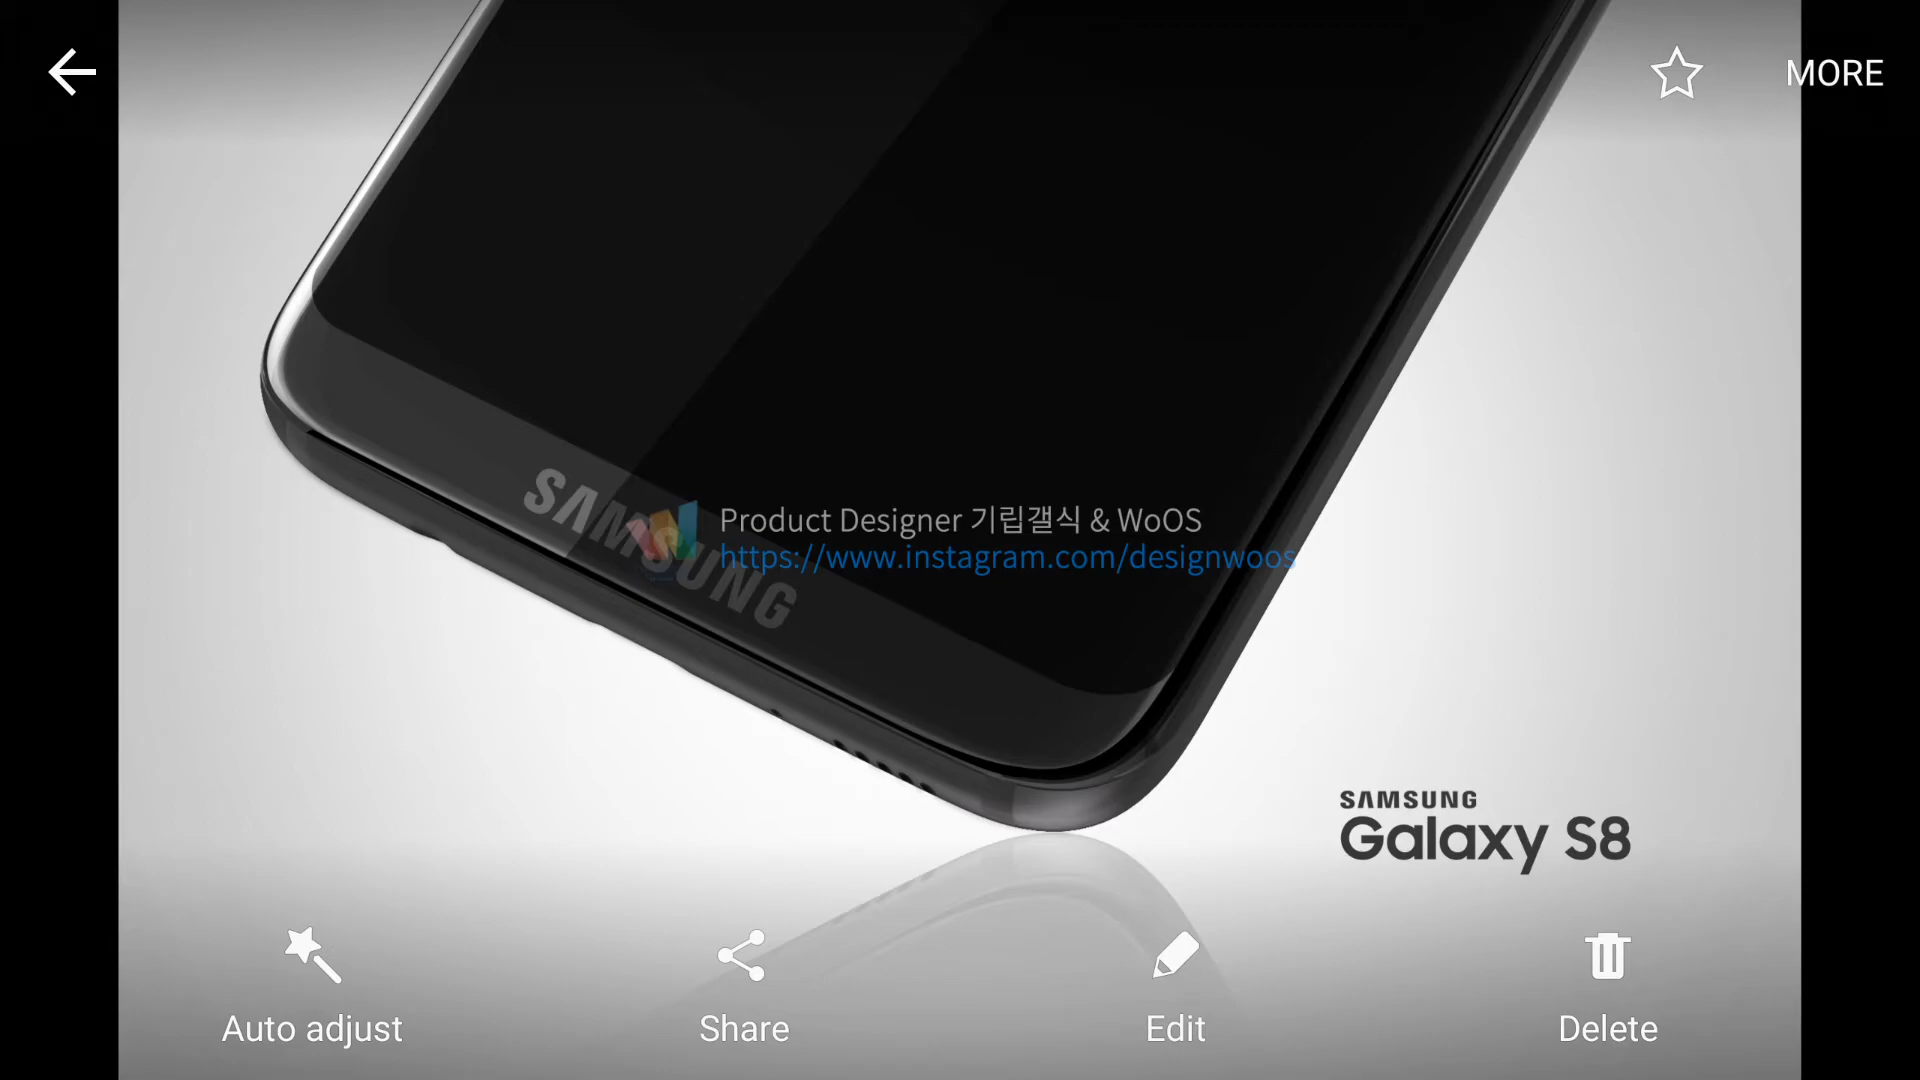 MORE
SAMSUNG
Product Designer 기립갤식 & WoOS
https://www.instagram.com/designwoos
SAMSUNG
Galaxy S8
Auto adjust
Share
Edit
Delete